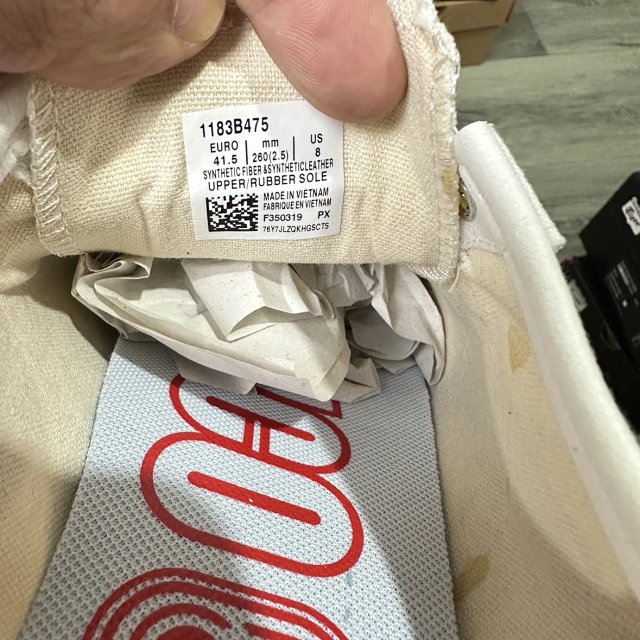 1183B475
EURO mm US
41.5 260(2.5) 8
SYNTHETIC FIBER &SYNTHETICLEATHER
UPPER/RUBBER SOLE
MADE IN VIETNAM
FABRIQUE EN VIETNAM
F350319 PX
76Y7JLZQKHGSCTS